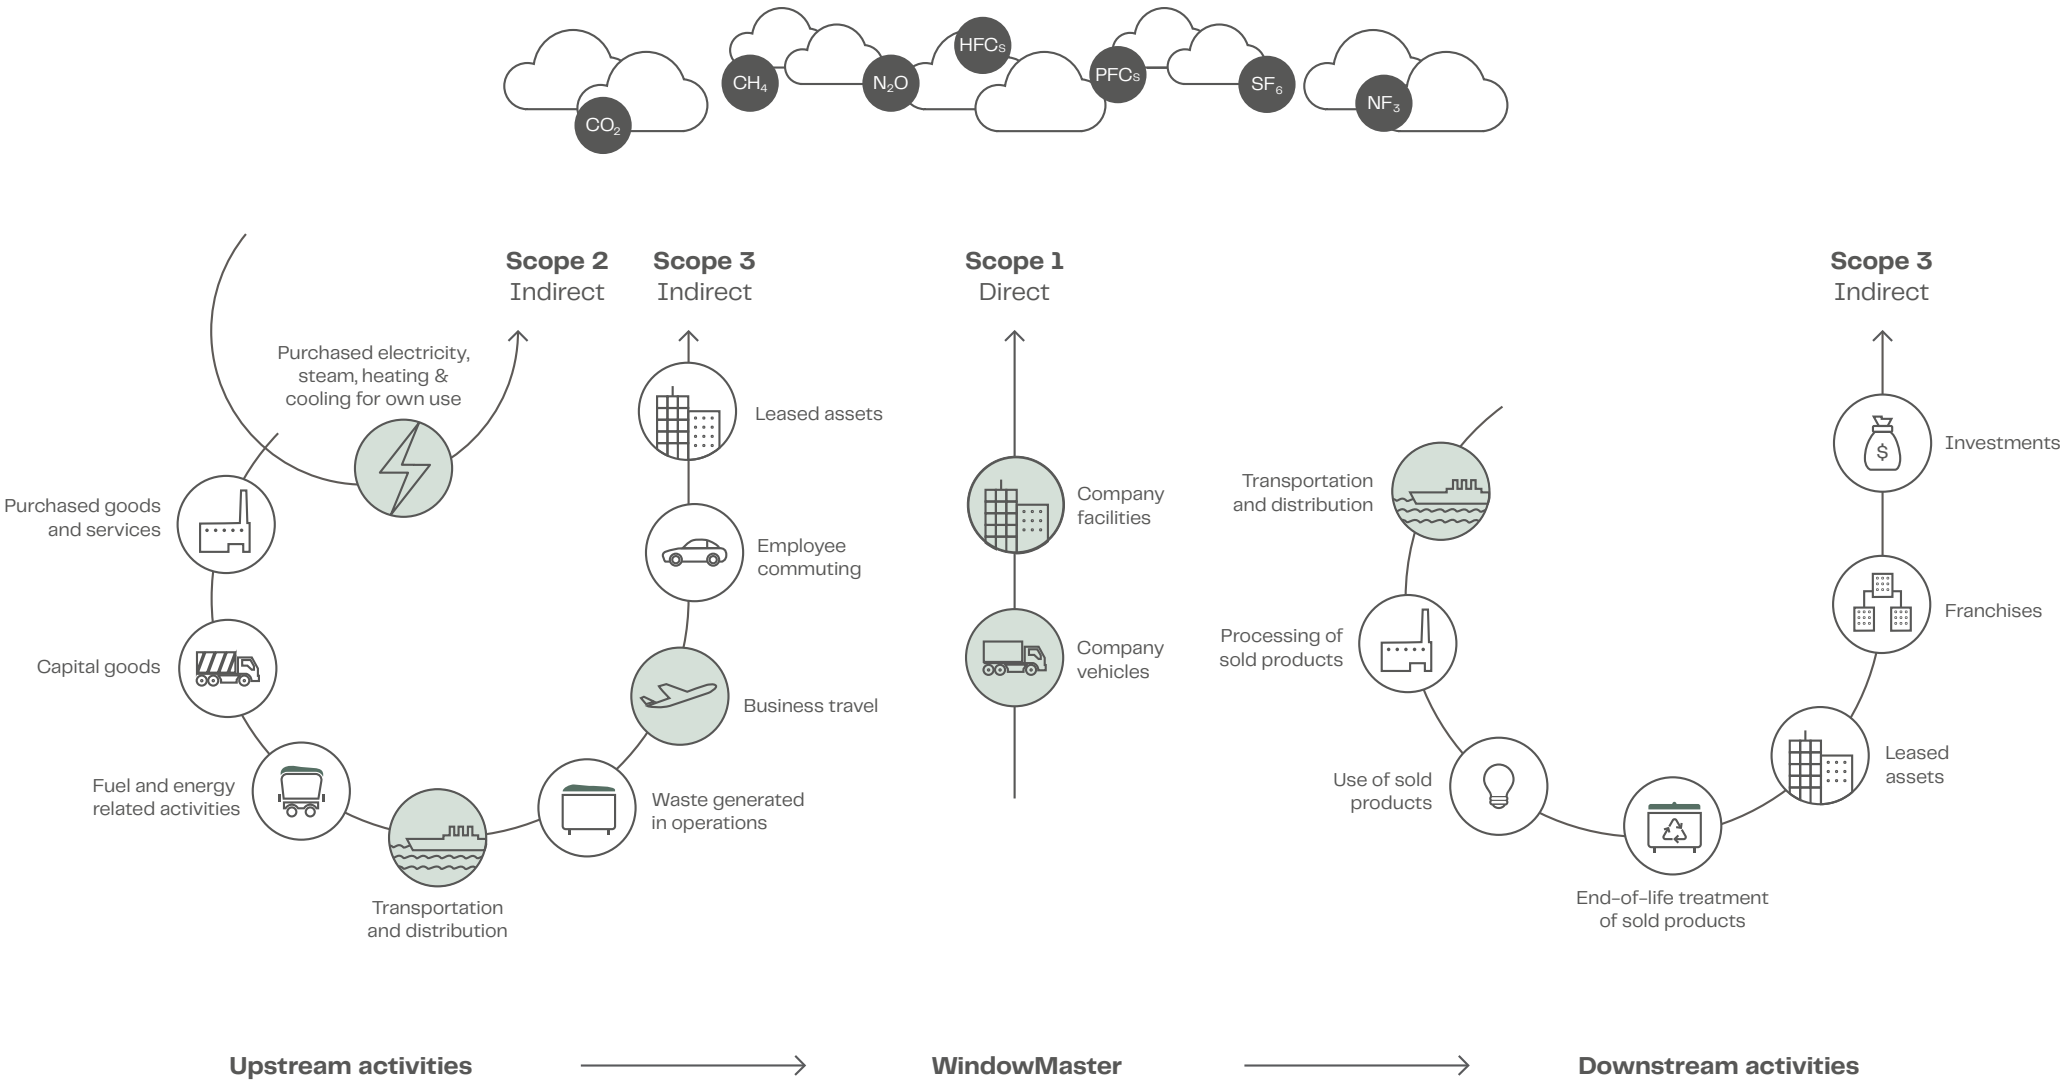 CO₂
CH₄
N₂O
HFCs
PFCs
SF₆
NF₃
Scope 2
Indirect
Scope 3
Indirect
Scope 1
Direct
Scope 3
Indirect
Purchased electricity,
steam, heating &
cooling for own use
Purchased goods
and services
Capital goods
Fuel and energy
related activities
Transportation
and distribution
Waste generated
in operations
Business travel
Employee
commuting
Leased assets
Company
facilities
Company
vehicles
Transportation
and distribution
Processing of
sold products
Use of sold
products
End-of-life treatment
of sold products
Leased
assets
Franchises
$
Investments
Upstream activities
WindowMaster
Downstream activities